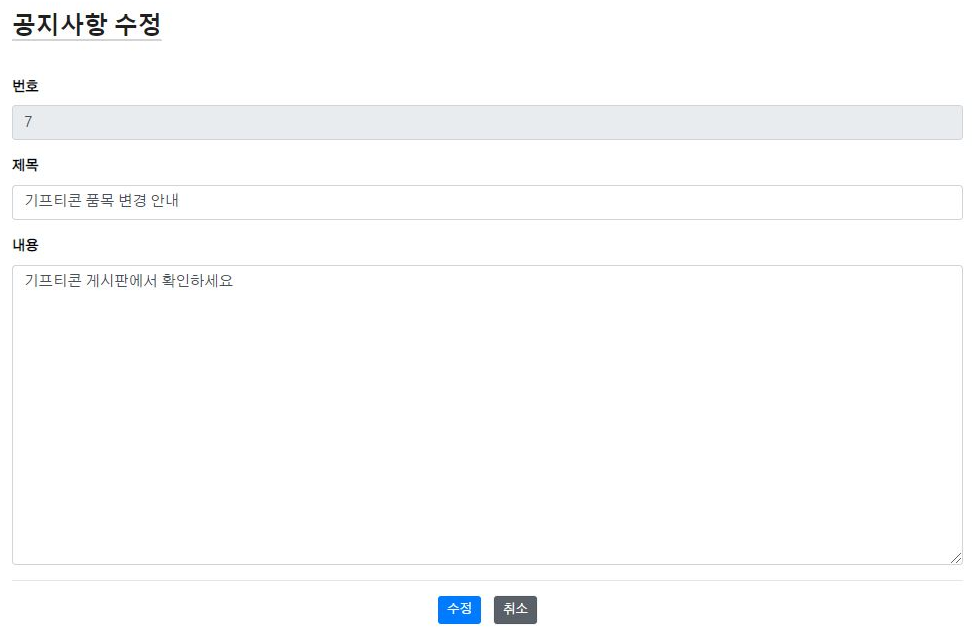 공지사항 수정
번호
7
제목
기프티콘 품목 변경 안내
내용
기프티콘 게시판에서 확인하세요
수정 취소